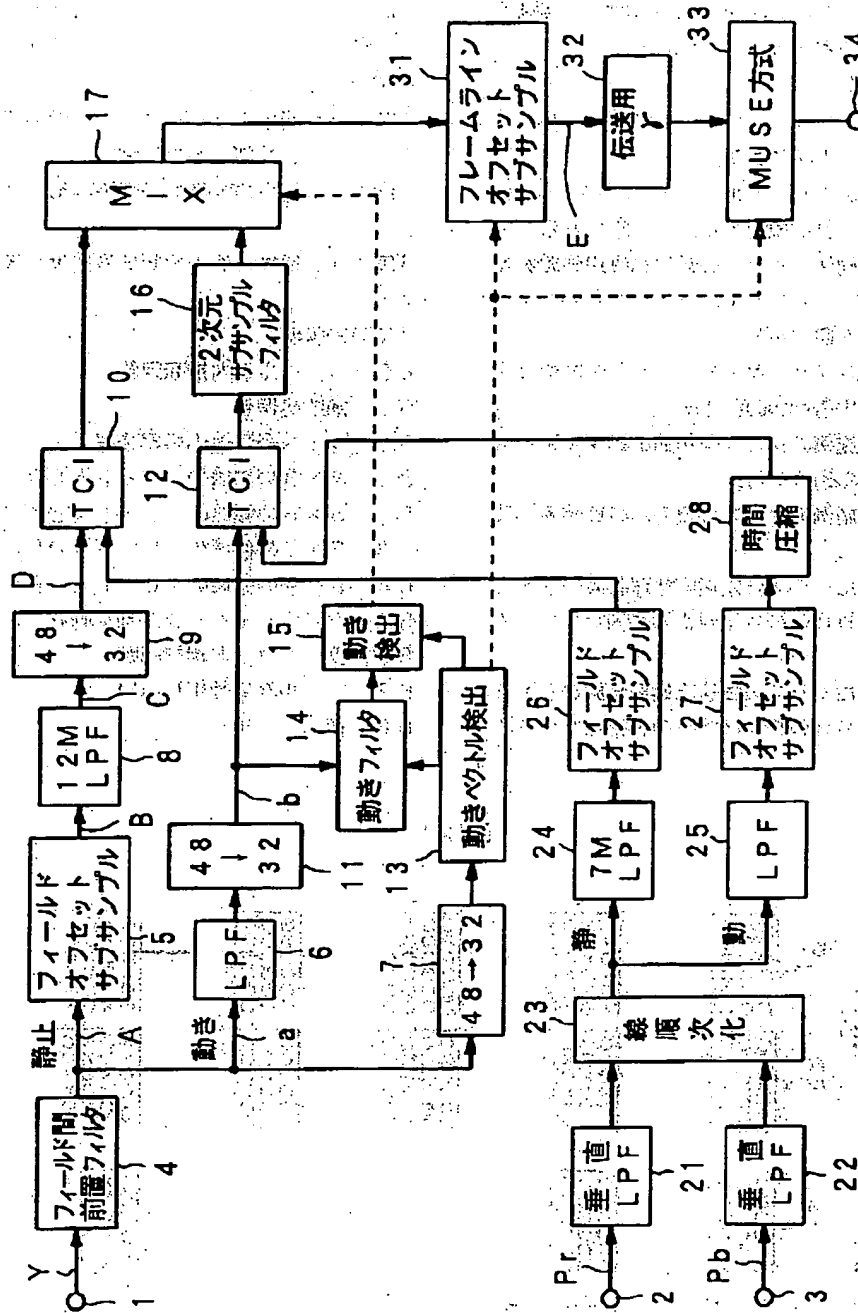 Y
1
フィールド間
前置フィルタ
4
静止
A
フィールド
オフセット
サブサンプル
5
B
12M
LPF
8
C
48
↓
32
9
D
TCI
10
MIX
17
動き
a
LPF
6
48
↓
32
11
b
TCI
12
2次元
サブサンプル
フィルタ
16
動きフィルタ
14
動き
検出
15
48→32
7
動きベクトル検出
13
Pr
2
垂直
LPF
21
Pb
3
垂直
LPF
22
線順次化
23
静
動
7M
LPF
24
LPF
25
フィールド
オフセット
サブサンプル
26
フィールド
オフセット
サブサンプル
27
時間
圧縮
28
フレームライン
オフセット
サブサンプル
31
E
伝送用
γ
32
MUSE方式
33
34